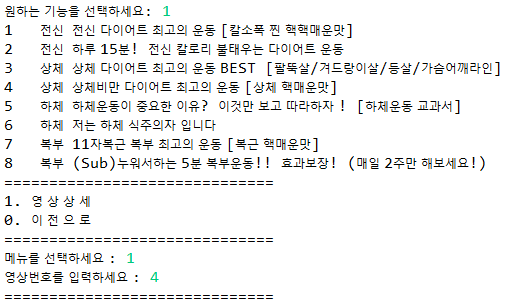 원하는 기능을 선택하세요: 1
1 전신 전신 다이어트 최고의 운동 [칼소폭 찐 핵핵매운맛]
2 전신 하루 15분! 전신 칼로리 불태우는 다이어트 운동
3 상체 상체 다이어트 최고의 운동 BEST [팔뚝살/겨드랑이살/등살/가슴어깨라인]
4 상체 상체비만 다이어트 최고의 운동 [상체 핵매운맛]
5 하체 하체운동이 중요한 이유? 이것만 보고 따라하자 ! [하체운동 교과서]
6 하체 저는 하체 식주의자 입니다
7 복부 11자복근 복부 최고의 운동 [복근 핵매운맛]
8 복부 (Sub)누워서하는 5분 복부운동!! 효과보장! (매일 2주만 해보세요!)
==============================
1. 영 상 상 세
0. 이 전 으 로
==============================
메뉴를 선택하세요 : 1
영상번호를 입력하세요 : 4
==============================